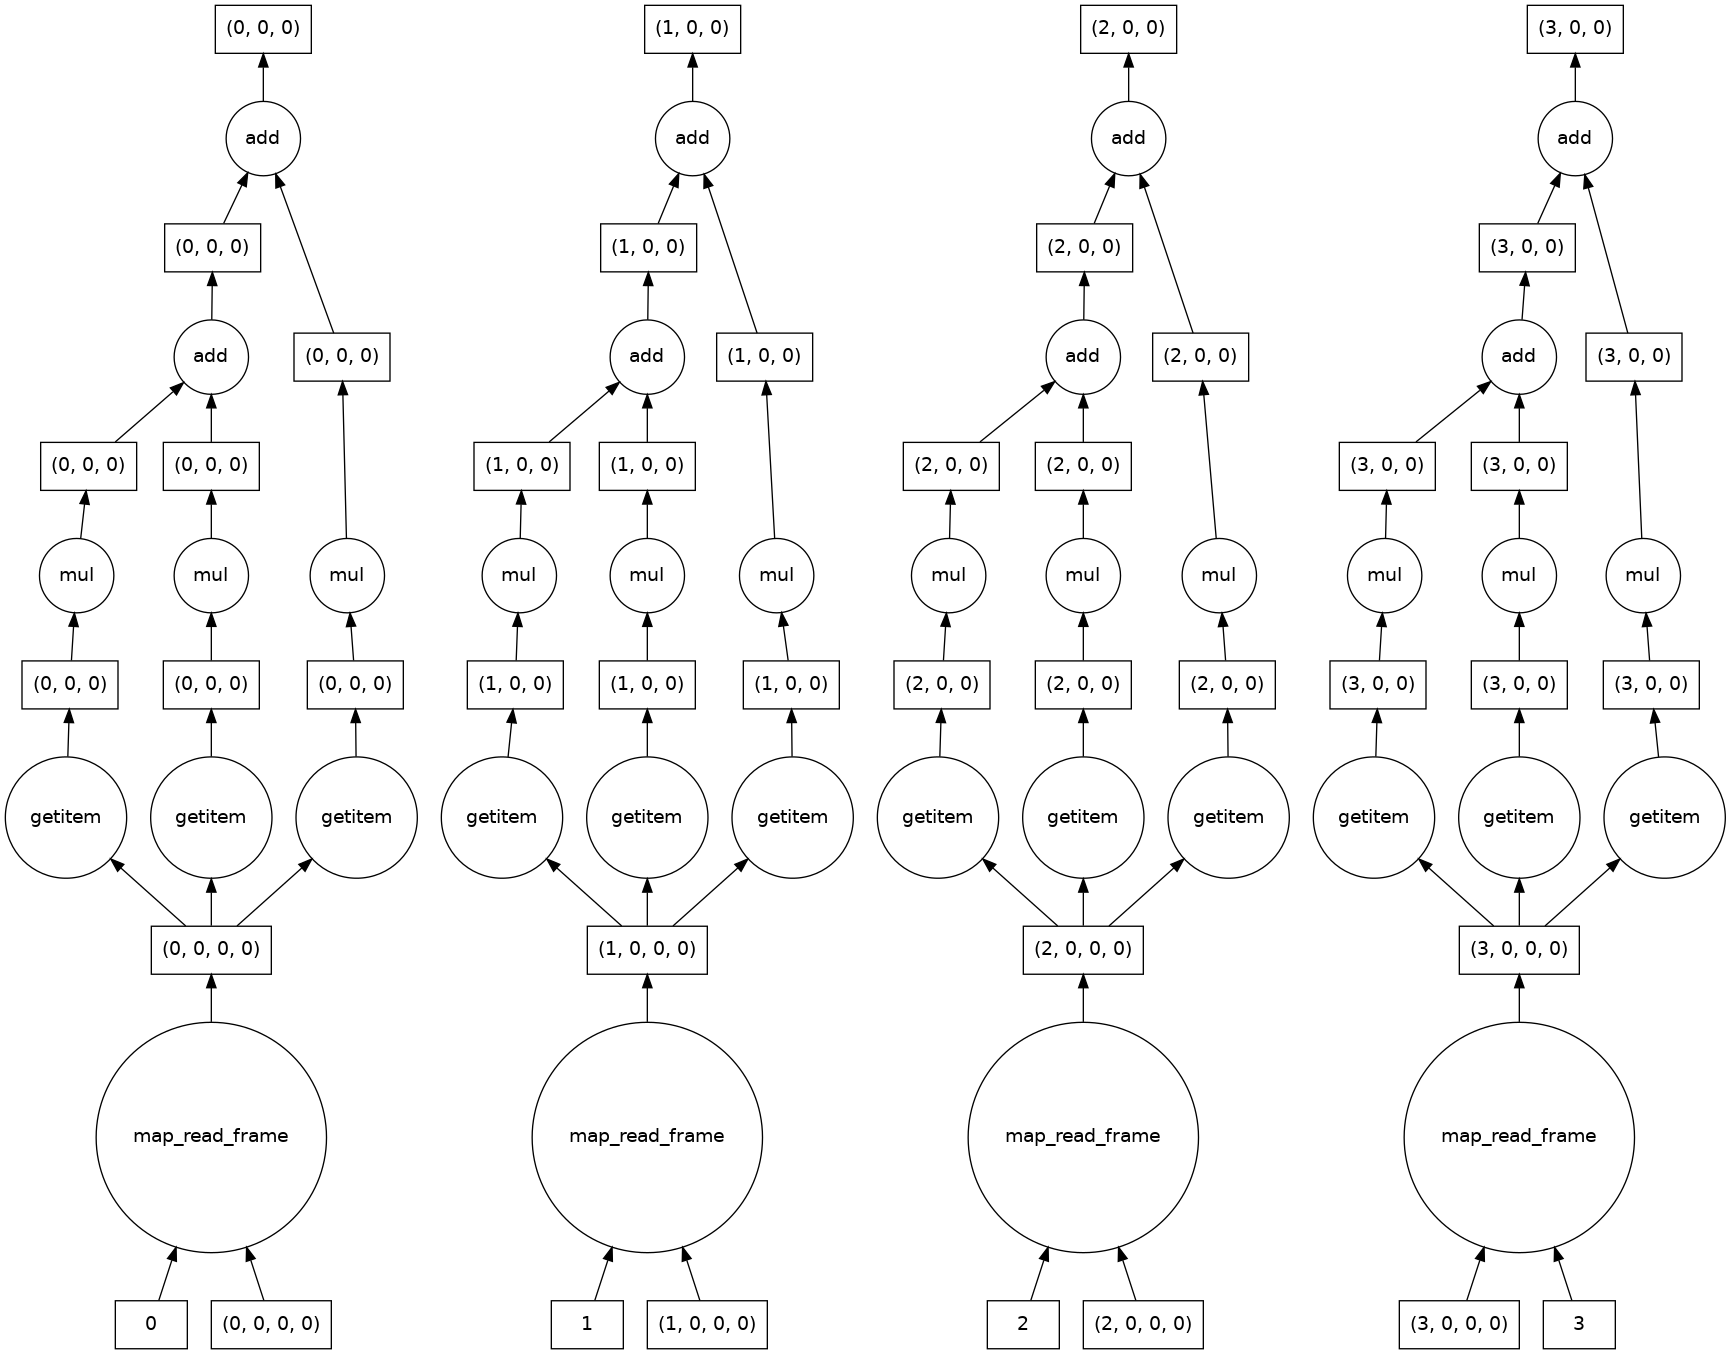 (0, 0, 0) (1, 0, 0) (2, 0, 0) (3, 0, 0)
add add add add
(0, 0, 0) (1, 0, 0) (2, 0, 0) (3, 0, 0)
add (0, 0, 0) add (1, 0, 0) add (2, 0, 0) add (3, 0, 0)
(0, 0, 0) (0, 0, 0) (1, 0, 0) (1, 0, 0) (2, 0, 0) (2, 0, 0) (3, 0, 0) (3, 0, 0)
mul mul mul mul mul mul mul mul mul mul mul mul
(0, 0, 0) (0, 0, 0) (0, 0, 0) (1, 0, 0) (1, 0, 0) (1, 0, 0) (2, 0, 0) (2, 0, 0) (2, 0, 0) (3, 0, 0) (3, 0, 0) (3, 0, 0)
getitem getitem getitem getitem getitem getitem getitem getitem getitem getitem getitem getitem
(0, 0, 0, 0) (1, 0, 0, 0) (2, 0, 0, 0) (3, 0, 0, 0)
map_read_frame map_read_frame map_read_frame map_read_frame
0 (0, 0, 0, 0) 1 (1, 0, 0, 0) 2 (2, 0, 0, 0) (3, 0, 0, 0) 3